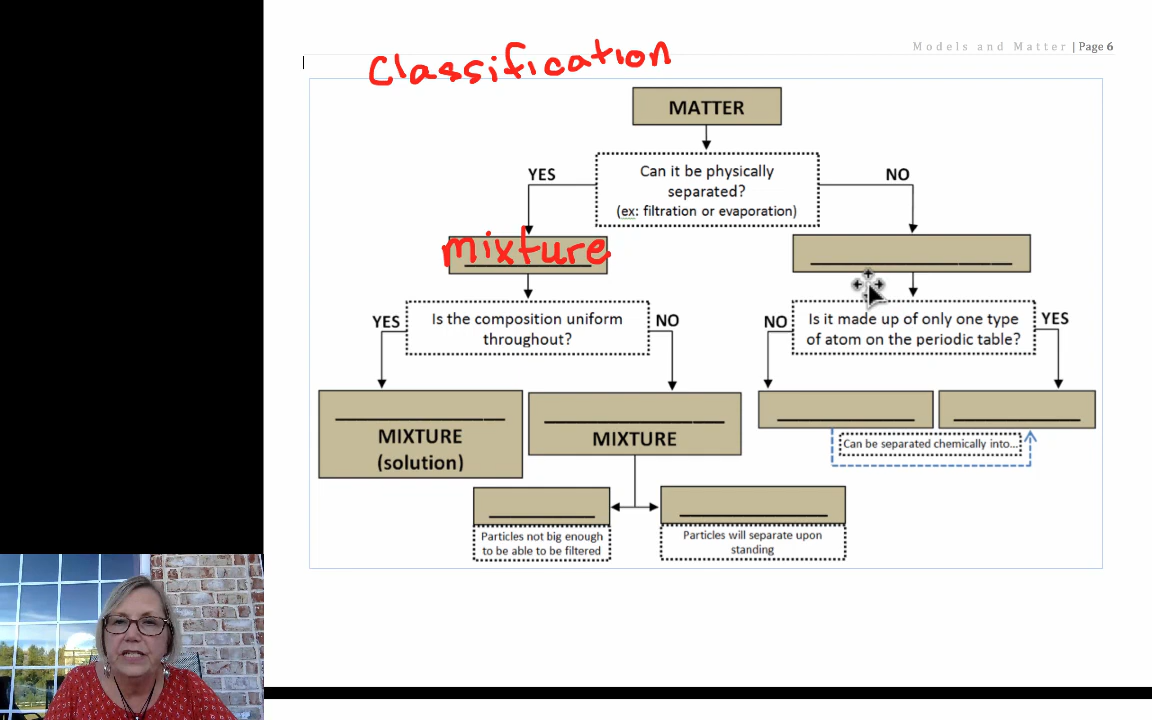 Models and Matter | Page 6
Classification
MATTER
Can it be physically
separated?
(ex: filtration or evaporation)
YES
NO
mixture
Is the composition uniform
throughout?
YES
NO
Is it made up of only one type
of atom on the periodic table?
NO
YES
MIXTURE
(solution)
MIXTURE
Can be separated chemically into...
Particles not big enough
to be able to be filtered
Particles will separate upon
standing